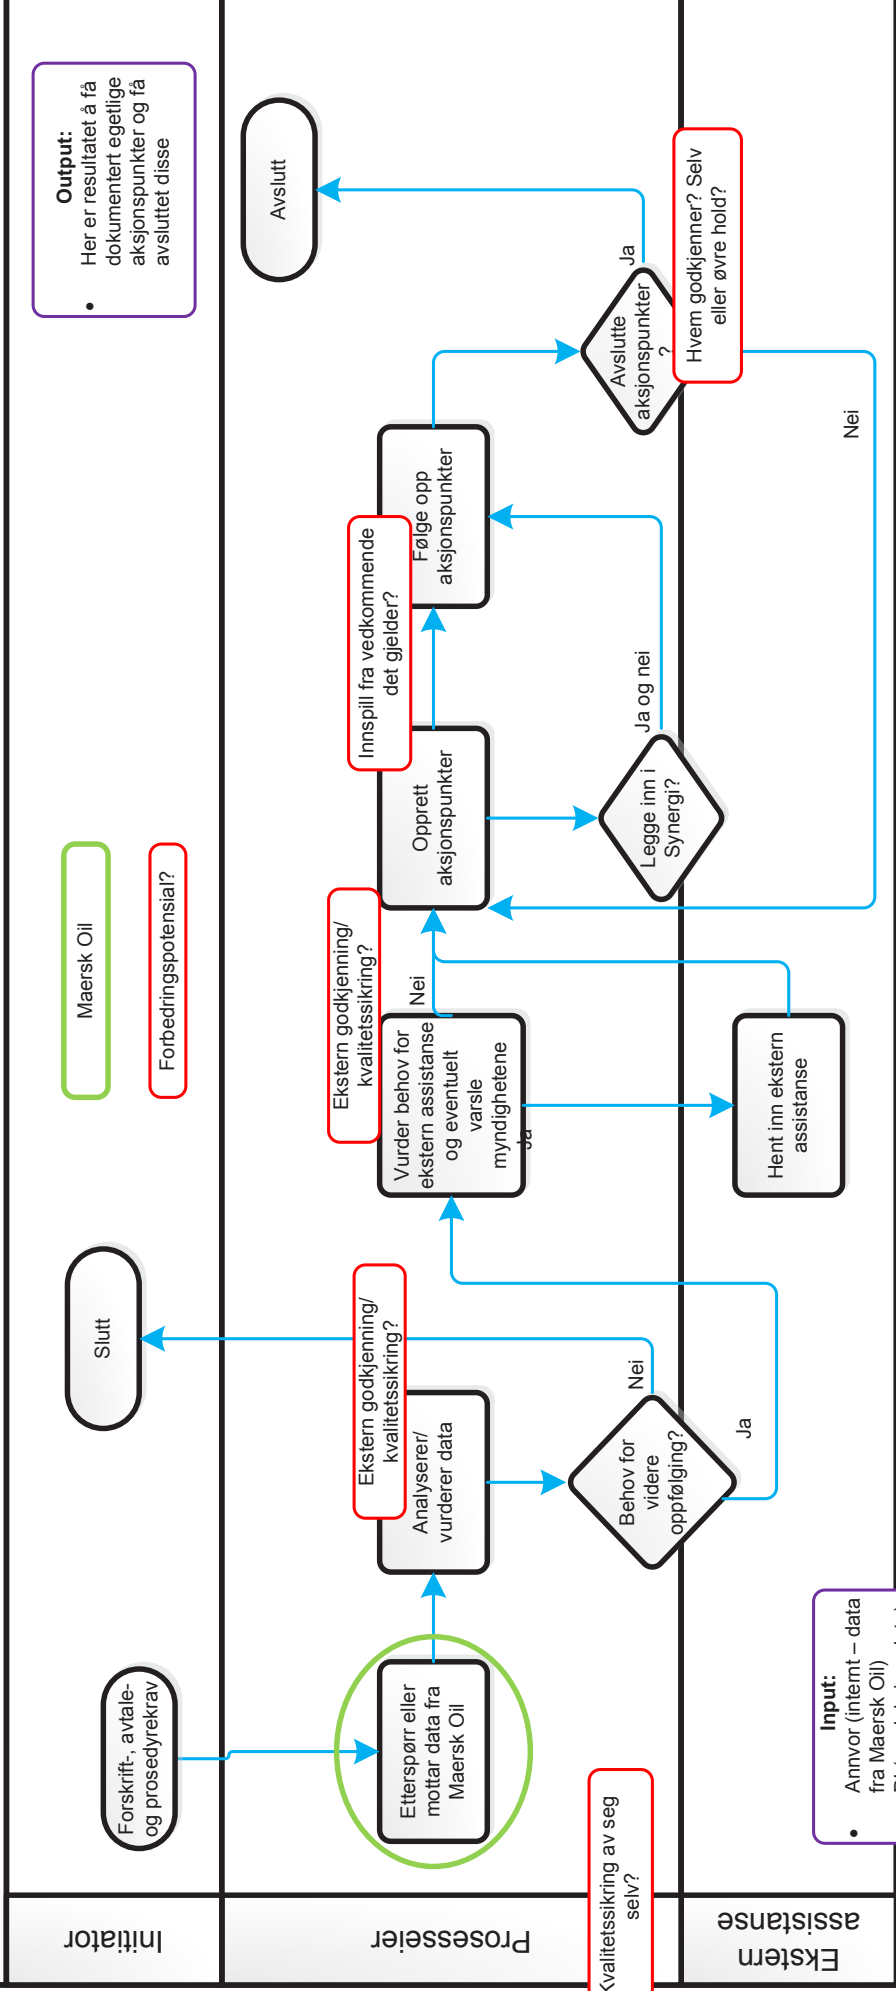 Initiator
Prosesseier
Ekstern
assistanse
Forskrift-, avtale-
og prosedyrekrav
Slutt
Maersk Oil
Forbedringspotensial?
Output:
• Her er resultatet å få
dokumentert egetlige
aksjonspunkter og få
avsluttet disse
Etterspørr eller
mottar data fra
Maersk Oil
Analyserer/
vurderer data
Ekstern godkjenning/
kvalitetssikring?
Behov for
videre
oppfølging?
Nei
Ja
Vurder behov for
ekstern assistanse
og eventuelt
varsle
myndighetene
Ja
Ekstern godkjenning/
kvalitetssikring?
Nei
Hent inn ekstern
assistanse
Opprett
aksjonspunkter
Innspill fra vedkommende
det gjelder?
Legge inn i
Synergi?
Ja og nei
Følge opp
aksjonspunkter
Avslutte
aksjonspunkter
?
Ja
Nei
Hvem godkjenner? Selv
eller øvre hold?
Avslutt
Kvalitetssikring av seg
selv?
Input:
• Annvor (internt – data
fra Maersk Oil)